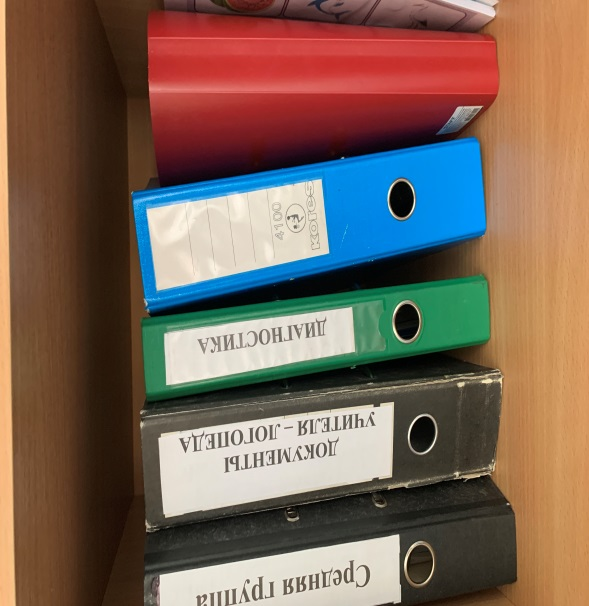 kores
4100
ДИАГНОСТИКА
ДОКУМЕНТЫ
УЧИТЕЛЯ – ЛОГОПЕДА
Средняя группа